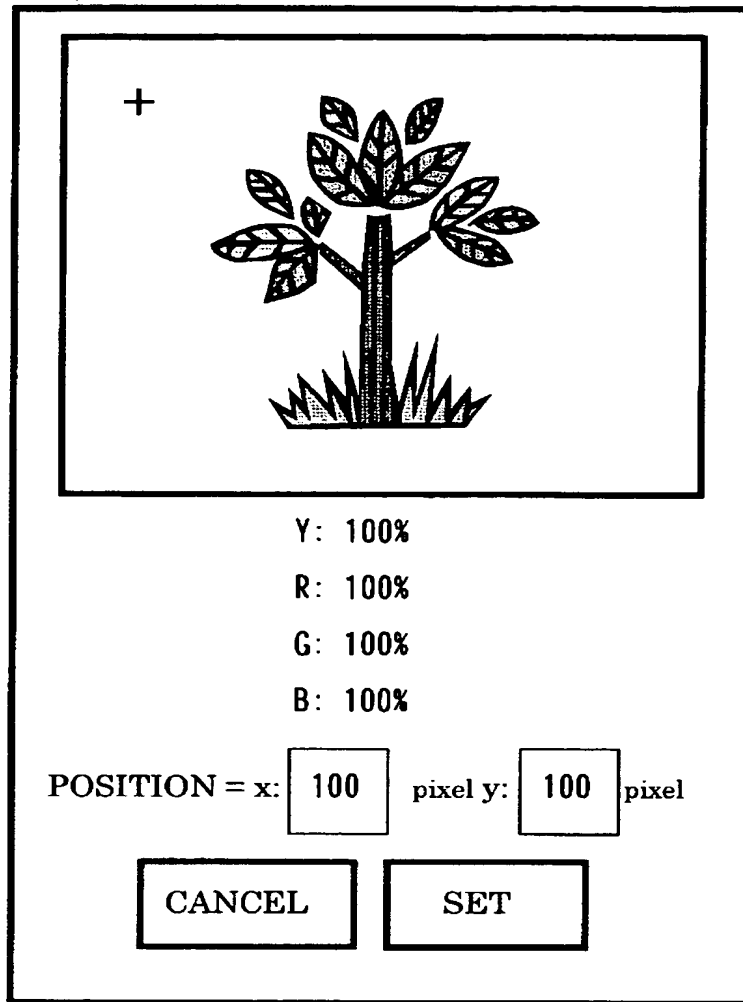 Y: 100%
R: 100%
G: 100%
B: 100%
POSITION = x: 100 pixel y: 100 pixel
CANCEL SET